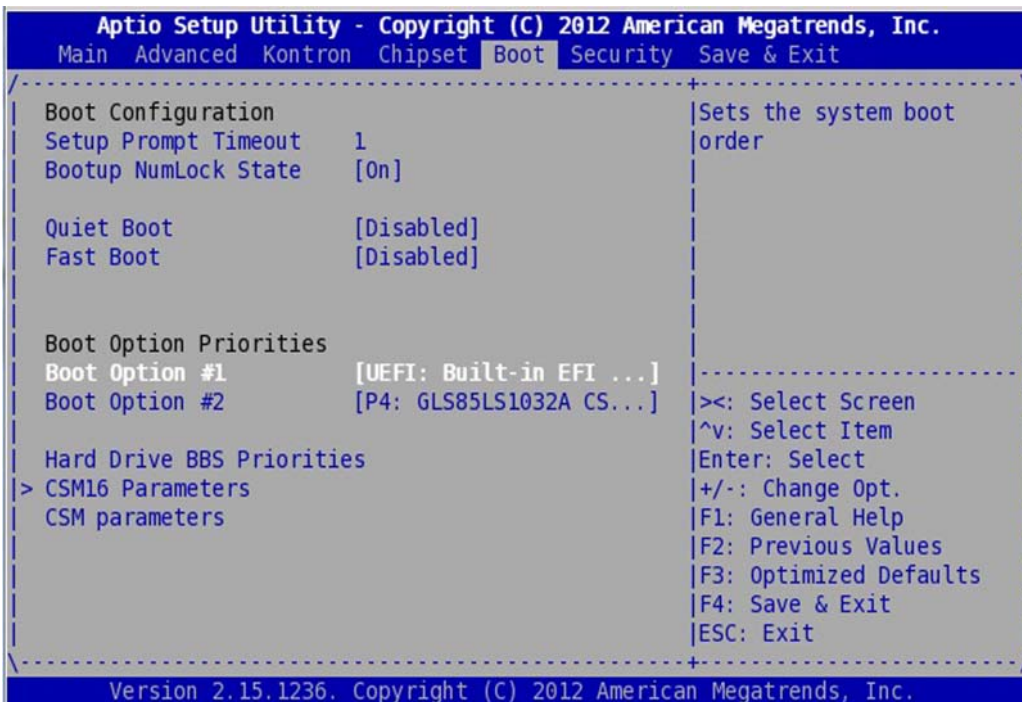 Aptio Setup Utility - Copyright (C) 2012 American Megatrends, Inc.
Main Advanced Kontron Chipset Boot Security Save & Exit
Boot Configuration
Setup Prompt Timeout 1
Bootup NumLock State [On]
Quiet Boot [Disabled]
Fast Boot [Disabled]
Boot Option Priorities
Boot Option #1 [UEFI: Built-in EFI ...]
Boot Option #2 [P4: GLS85LS1032A CS...]
Hard Drive BBS Priorities
> CSM16 Parameters
CSM parameters
Sets the system boot
order
><: Select Screen
^v: Select Item
Enter: Select
+/-: Change Opt.
F1: General Help
F2: Previous Values
F3: Optimized Defaults
F4: Save & Exit
ESC: Exit
Version 2.15.1236. Copyright (C) 2012 American Megatrends, Inc.